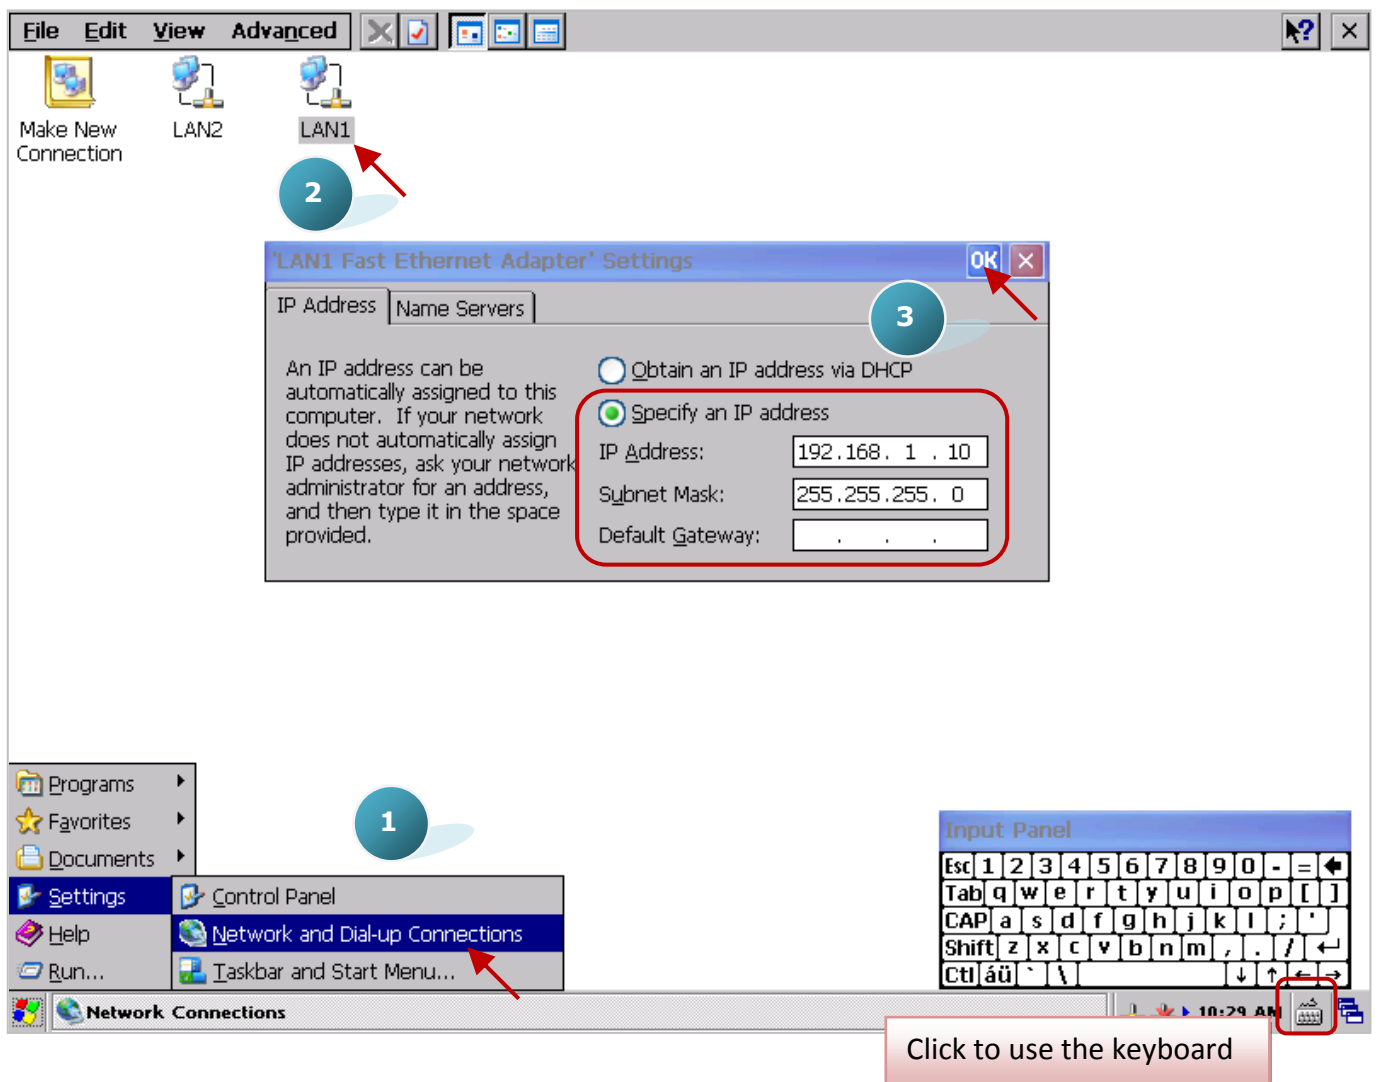 File Edit View Advanced
Make New
Connection
LAN2
LAN1
2
'LAN1 Fast Ethernet Adapter' Settings
OK
IP Address
Name Servers
3
An IP address can be
automatically assigned to this
computer. If your network
does not automatically assign
IP addresses, ask your network
administrator for an address,
and then type it in the space
provided.
Obtain an IP address via DHCP
Specify an IP address
IP Address: 192.168. 1 . 10
Subnet Mask: 255.255.255. 0
Default Gateway: . . .
Programs
Favorites
Documents
Settings
Help
Run...
1
Control Panel
Network and Dial-up Connections
Taskbar and Start Menu...
Input Panel
Esc 1 2 3 4 5 6 7 8 9 0 - =
Tab q w e r t y u i o p [ ]
CAP a s d f g h j k l ; '
Shift z x c v b n m , . /
Ctl áü ` \ ↓ ↑ ← →
Network Connections
10:29 AM
Click to use the keyboard